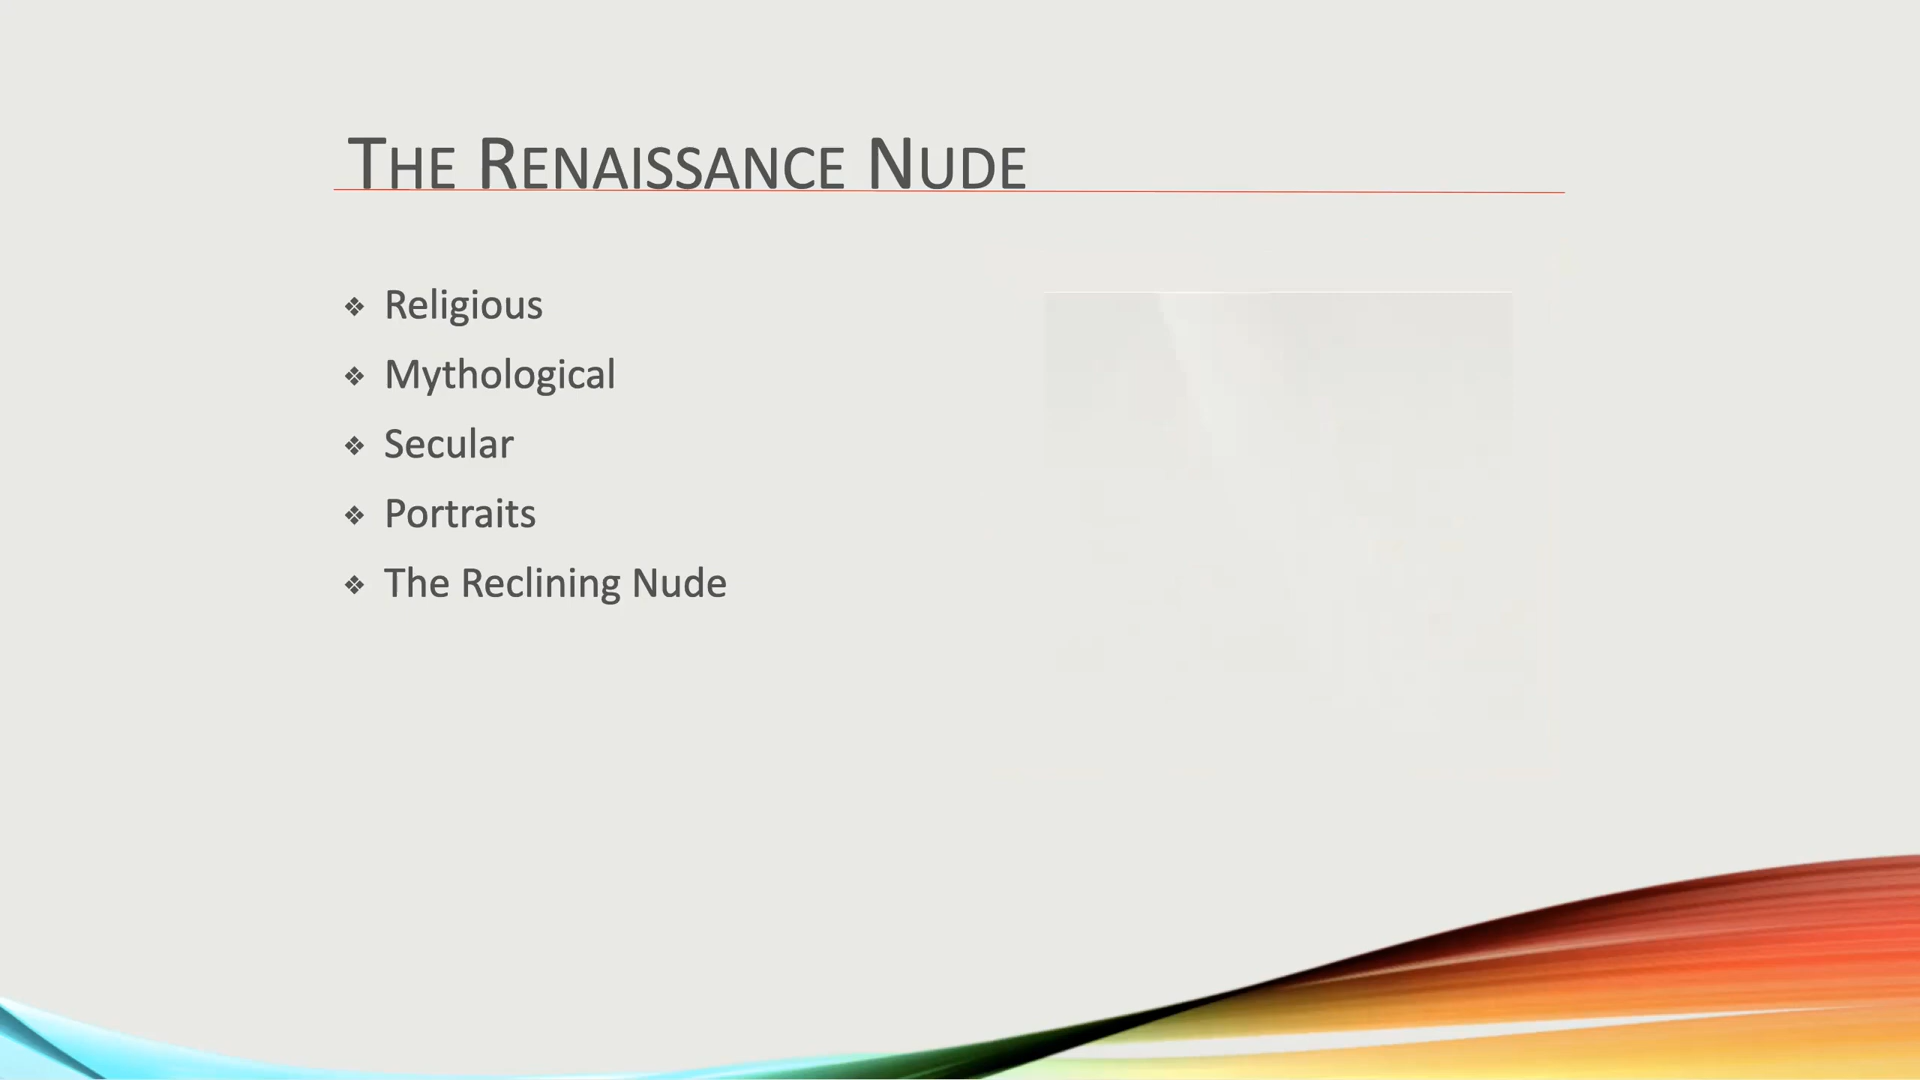 The Renaissance Nude
❖ Religious
❖ Mythological
❖ Secular
❖ Portraits
❖ The Reclining Nude